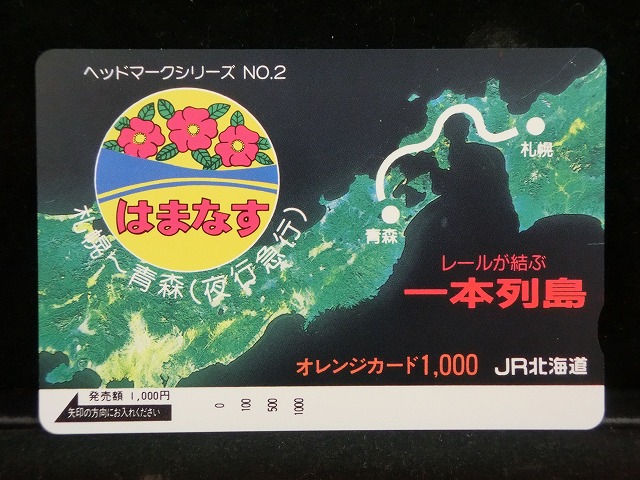 ヘッドマークシリーズ NO.2
はまなす
札幌⇔青森(夜行急行)
札幌
青森
レールが結ぶ
一本列島
オレンジカード1,000 JR北海道
発売額 1,000円
矢印の方向にお入れください
0 100 500 1000